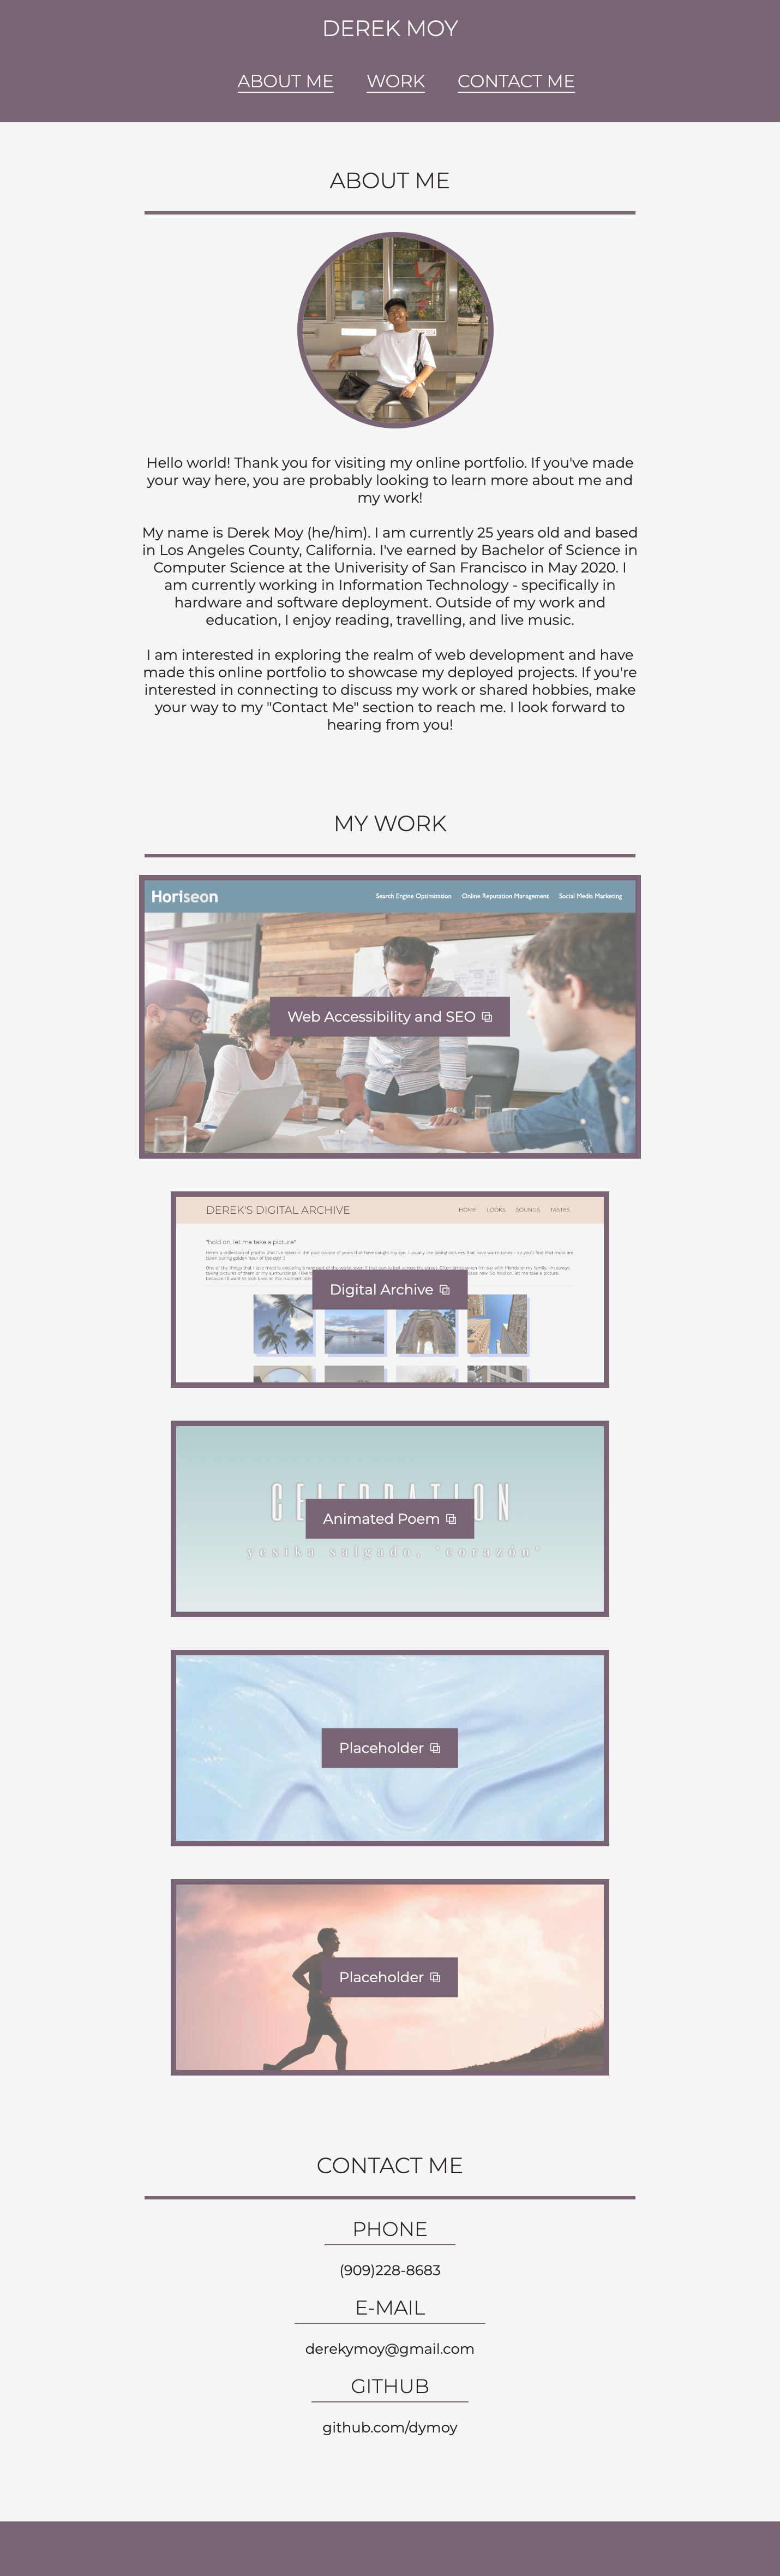 DEREK MOY
ABOUT ME WORK CONTACT ME
ABOUT ME
Hello world! Thank you for visiting my online portfolio. If you've made
your way here, you are probably looking to learn more about me and
my work!
My name is Derek Moy (he/him). I am currently 25 years old and based
in Los Angeles County, California. I've earned by Bachelor of Science in
Computer Science at the Univerisity of San Francisco in May 2020. I
am currently working in Information Technology - specifically in
hardware and software deployment. Outside of my work and
education, I enjoy reading, travelling, and live music.
I am interested in exploring the realm of web development and have
made this online portfolio to showcase my deployed projects. If you're
interested in connecting to discuss my work or shared hobbies, make
your way to my "Contact Me" section to reach me. I look forward to
hearing from you!
MY WORK
Horiseon Search Engine Optimization Online Reputation Management Social Media Marketing
Web Accessibility and SEO
DEREK'S DIGITAL ARCHIVE HOME LOOKS SOUNDS TASTES
"hold on, let me take a picture"
Digital Archive
Animated Poem
yesika salgado, "corazón"
Placeholder
Placeholder
CONTACT ME
PHONE
(909)228-8683
E-MAIL
derekymoy@gmail.com
GITHUB
github.com/dymoy